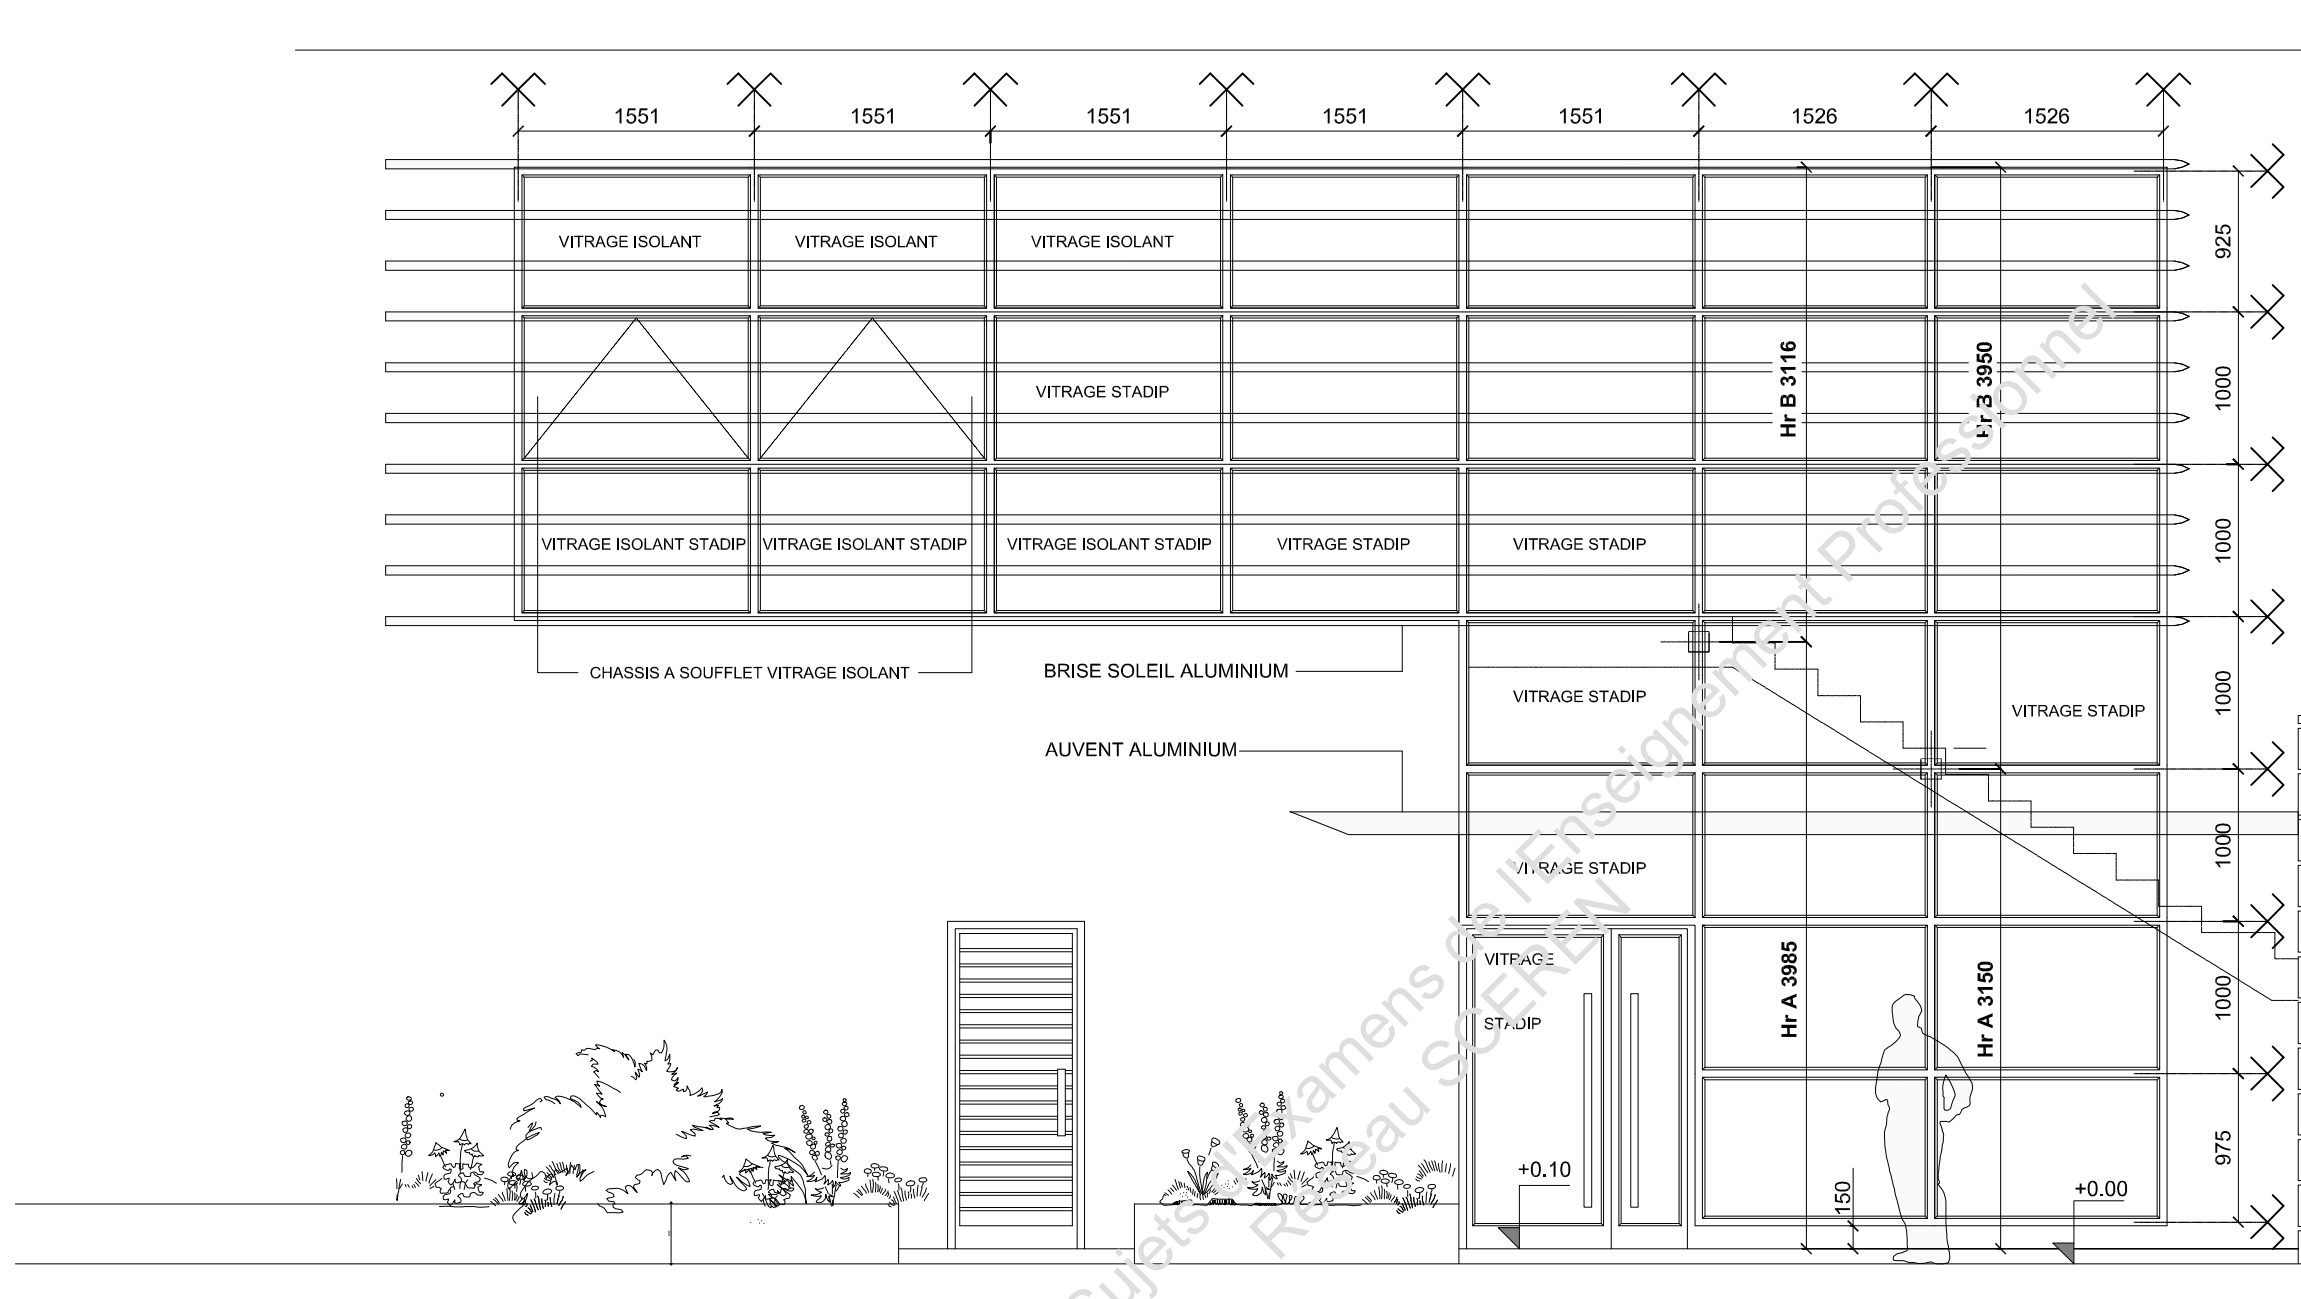 1551 1551 1551 1551 1551 1526 1526
925
VITRAGE ISOLANT VITRAGE ISOLANT VITRAGE ISOLANT
Hr B 3116
Hr B 3950
1000
VITRAGE STADIP
1000
VITRAGE ISOLANT STADIP VITRAGE ISOLANT STADIP VITRAGE ISOLANT STADIP VITRAGE STADIP VITRAGE STADIP
CHASSIS A SOUFFLET VITRAGE ISOLANT
BRISE SOLEIL ALUMINIUM
VITRAGE STADIP
VITRAGE STADIP
1000
AUVENT ALUMINIUM
1000
VITRAGE STADIP
VITRAGE
STADIP
Hr A 3985
Hr A 3150
1000
975
+0.10
150
+0.00
Sujets d'Examens de l'Enseignement Professionnel
Réseau SCEREN